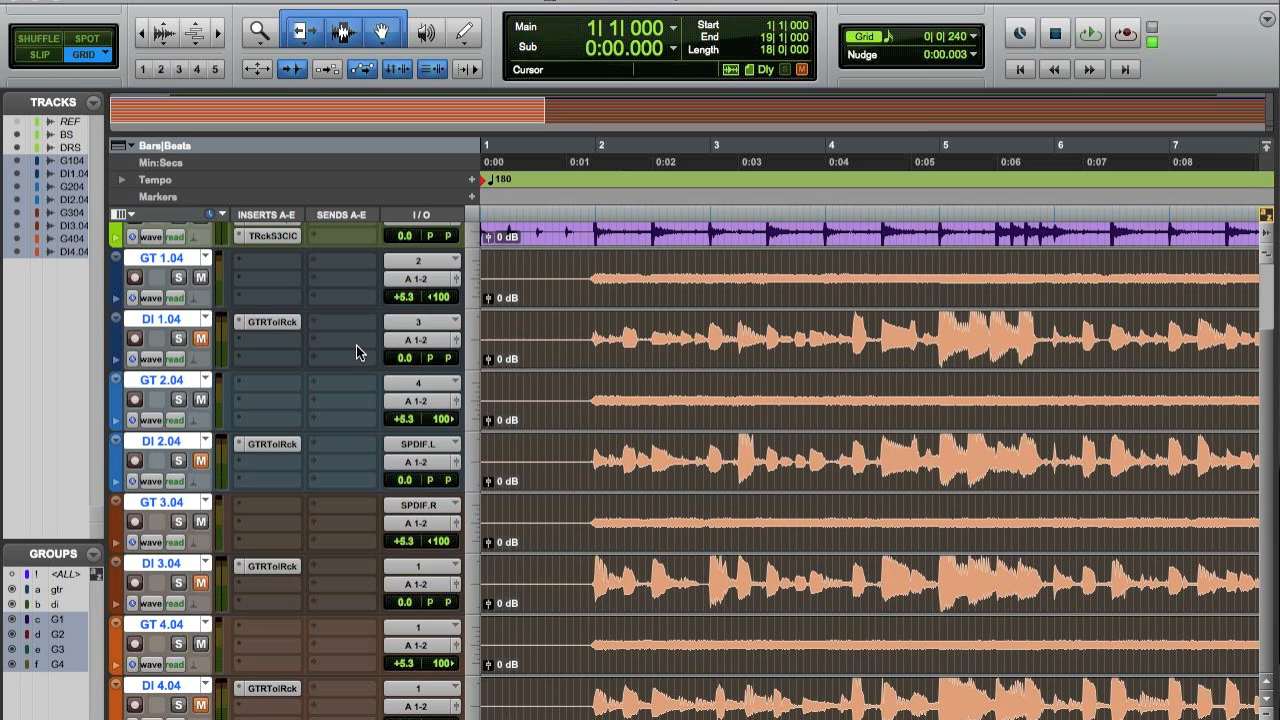 SHUFFLE SPOT
SLIP GRID
1 2 3 4 5
Main 1| 1| 000
Sub 0:00.000
Cursor
Start 1| 1| 000
End 19| 1| 000
Length 18| 0| 000
Dly S M
Grid 0| 0| 240
Nudge 0:00.003
TRACKS
REF
BS
DRS
G104
DI1.04
G204
DI2.04
G304
DI3.04
G404
DI4.04
GROUPS
! <ALL>
a gtr
b di
c G1
d G2
e G3
f G4
Bars|Beats 1 2 3 4 5 6 7
Min:Secs 0:00 0:01 0:02 0:03 0:04 0:05 0:06 0:07 0:08
Tempo + 180
Markers +
INSERTS A-E SENDS A-E I / O
wave read TRckS3ClC 0.0 P P 0 dB
GT 1.04 2
S M A 1-2
wave read +5.3 ‹100 0 dB
DI 1.04 GTRTolRck 3
S M A 1-2
wave read 0.0 P P 0 dB
GT 2.04 4
S M A 1-2
wave read +5.3 100› 0 dB
DI 2.04 GTRTolRck SPDIF.L
S M A 1-2
wave read 0.0 P P 0 dB
GT 3.04 SPDIF.R
S M A 1-2
wave read +5.3 ‹100 0 dB
DI 3.04 GTRTolRck 1
S M A 1-2
wave read 0.0 P P 0 dB
GT 4.04 1
S M A 1-2
wave read +5.3 100› 0 dB
DI 4.04 GTRTolRck 1
S M A 1-2